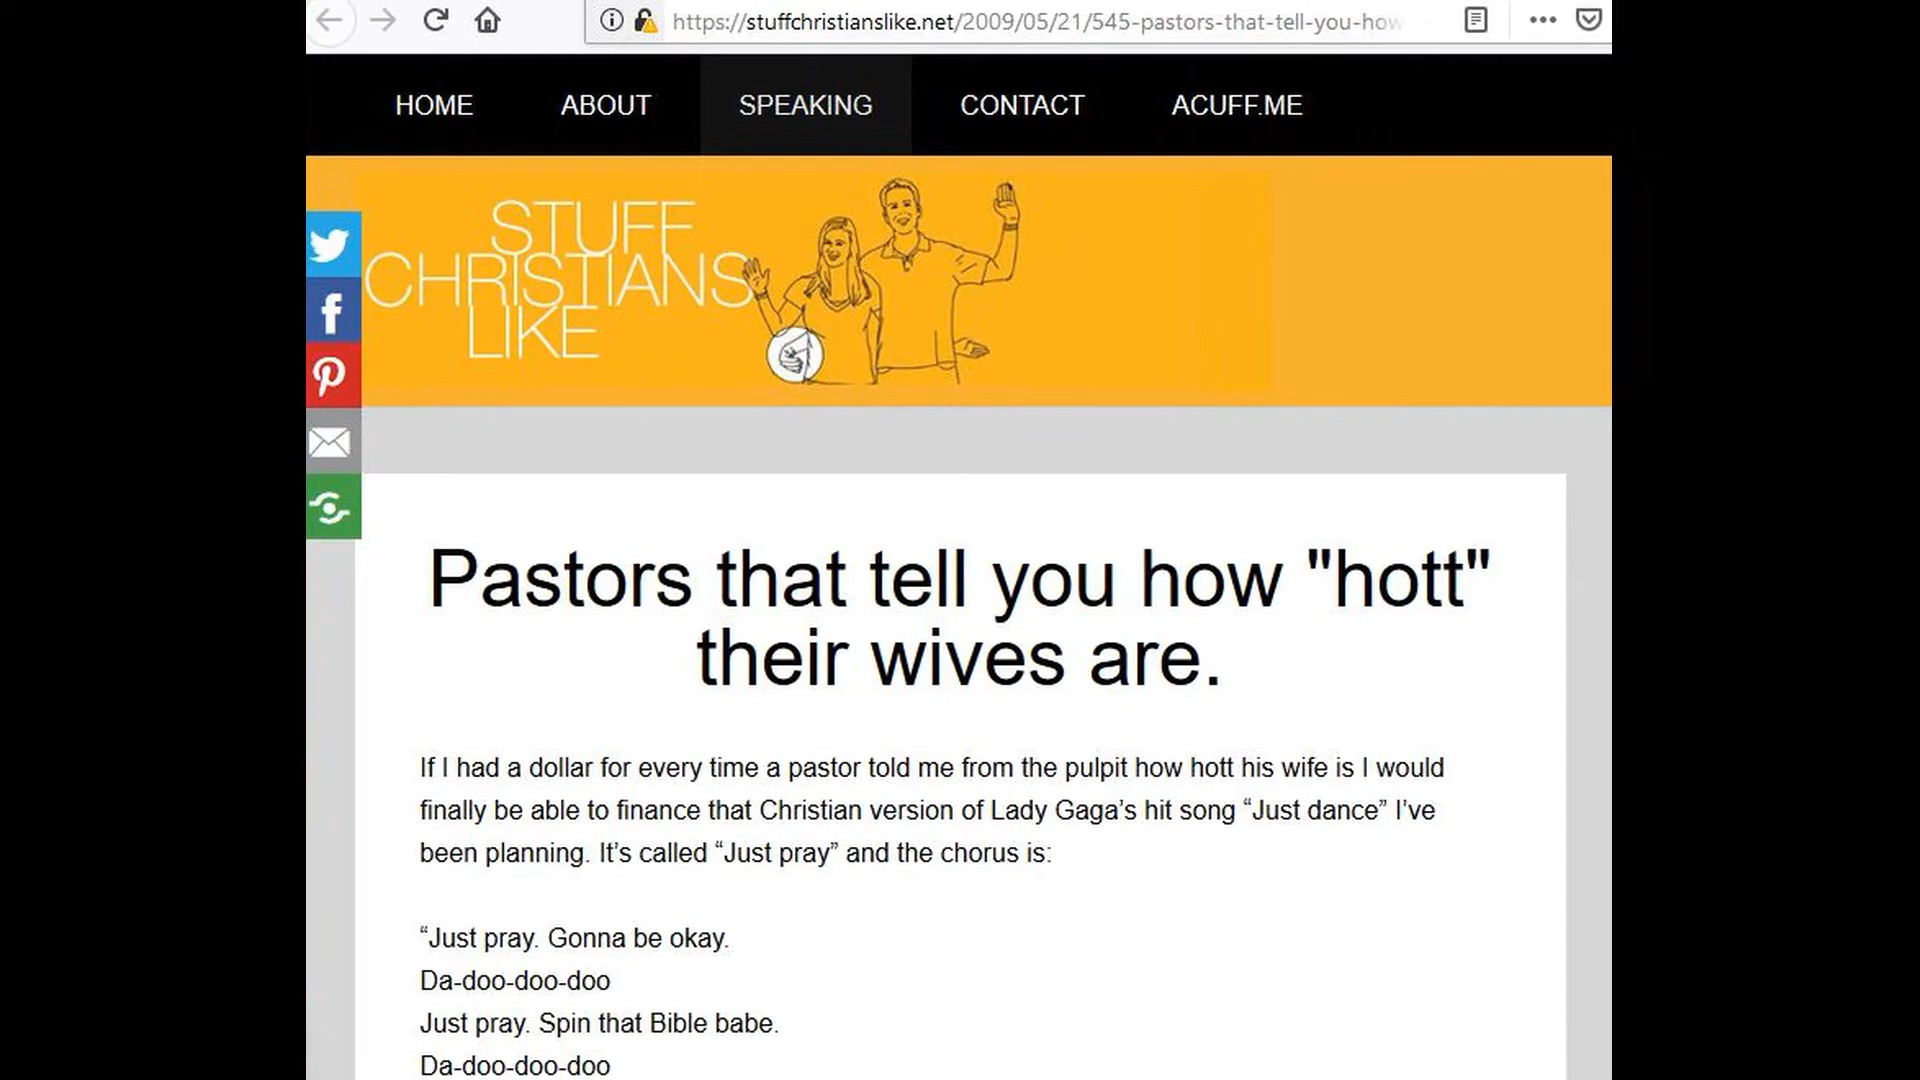 https://stuffchristianslike.net/2009/05/21/545-pastors-that-tell-you-how
HOME ABOUT SPEAKING CONTACT ACUFF.ME
STUFF
CHRISTIANS
LIKE
Pastors that tell you how "hott"
their wives are.
If I had a dollar for every time a pastor told me from the pulpit how hott his wife is I would
finally be able to finance that Christian version of Lady Gaga’s hit song “Just dance” I’ve
been planning. It’s called “Just pray” and the chorus is:
“Just pray. Gonna be okay.
Da-doo-doo-doo
Just pray. Spin that Bible babe.
Da-doo-doo-doo